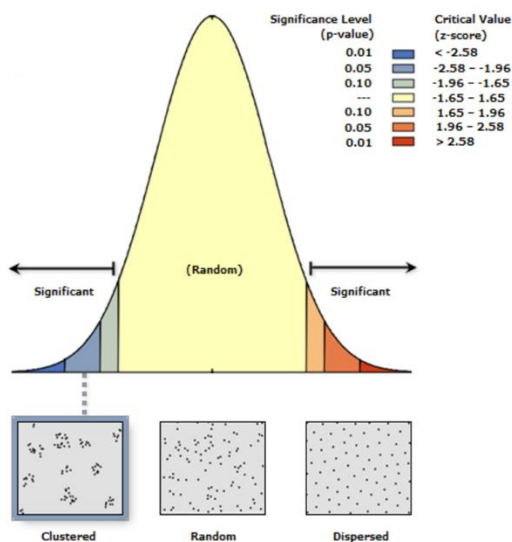 Significance Level Critical Value
(p-value) (z-score)
0.01 < -2.58
0.05 -2.58 – -1.96
0.10 -1.96 – -1.65
--- -1.65 – 1.65
0.10 1.65 – 1.96
0.05 1.96 – 2.58
0.01 > 2.58
(Random)
Significant Significant
Clustered Random Dispersed